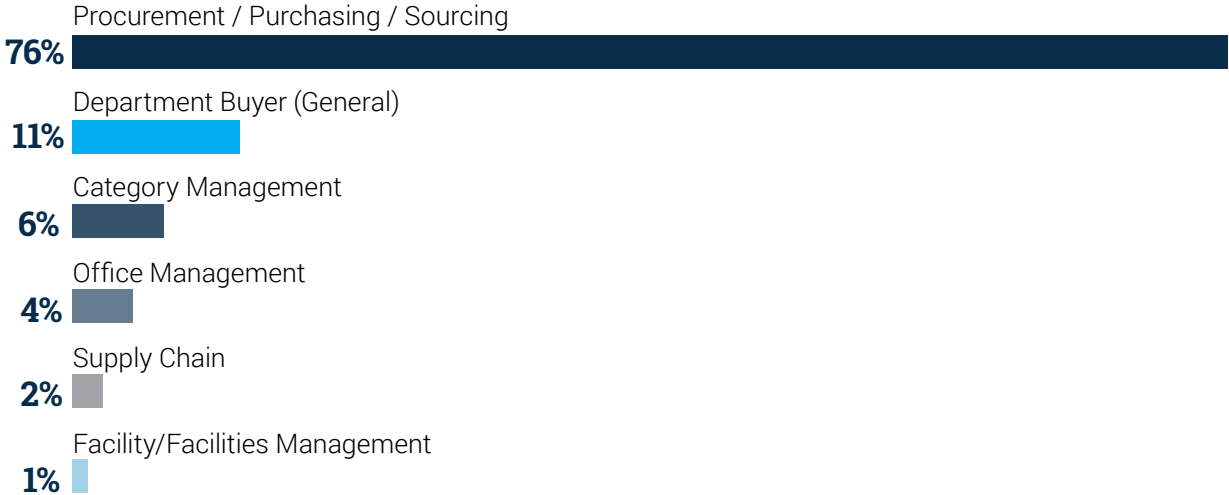 Procurement / Purchasing / Sourcing
76%
Department Buyer (General)
11%
Category Management
6%
Office Management
4%
Supply Chain
2%
Facility/Facilities Management
1%